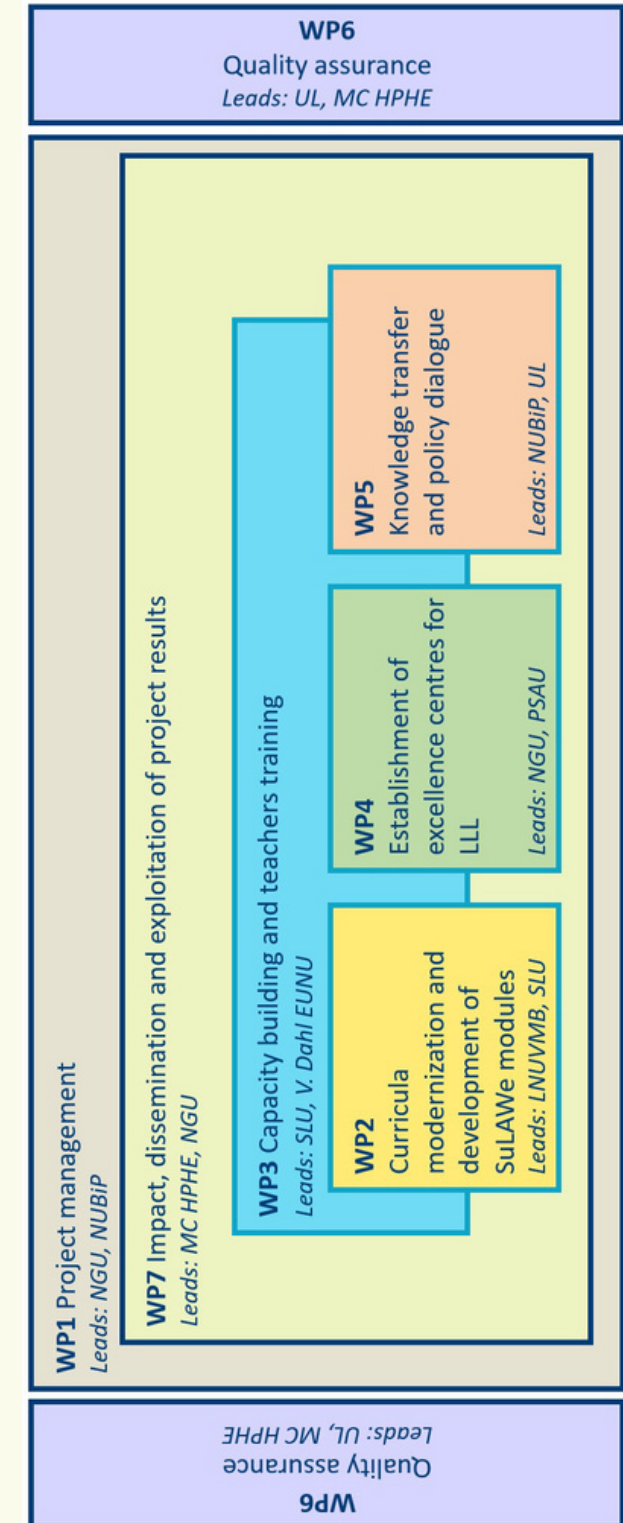 WP6
Quality assurance
Leads: UL, MC HPHE
WP1 Project management
Leads: NGU, NUBiP
WP7 Impact, dissemination and exploitation of project results
Leads: MC HPHE, NGU
WP3 Capacity building and teachers training
Leads: SLU, V. Dahl EUNU
WP2
Curricula
modernization and
development of
SuLAWe modules
Leads: LNUVMB, SLU
WP4
Establishment of
excellence centres for
LLL
Leads: NGU, PSAU
WP5
Knowledge transfer
and policy dialogue
Leads: NUBiP, UL
WP6
Quality assurance
Leads: UL, MC HPHE